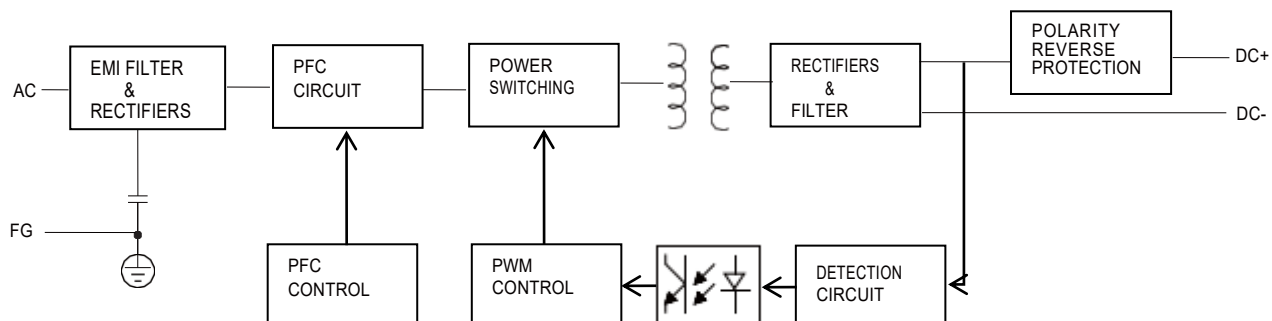 AC
EMI FILTER
&
RECTIFIERS
PFC
CIRCUIT
POWER
SWITCHING
RECTIFIERS
&
FILTER
POLARITY
REVERSE
PROTECTION
DC+
DC-
FG
PFC
CONTROL
PWM
CONTROL
DETECTION
CIRCUIT